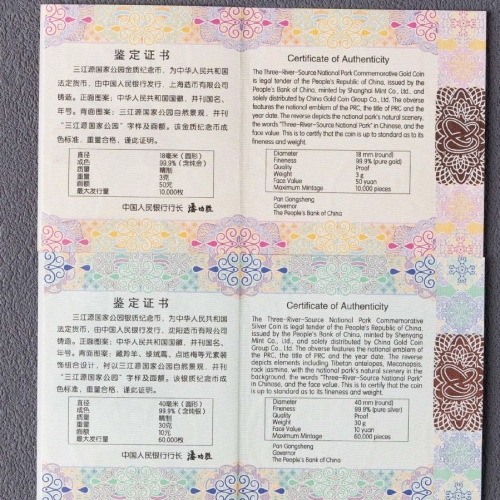 鉴定证书
三江源国家公园金质纪念币,为中华人民共和国
法定货币,由中国人民银行发行,上海造币有限公司
铸造。正面图案:中华人民共和国国徽,并刊国名、
年号。背面图案:三江源国家公园自然景观,并刊
“三江源国家公园”字样及面额。该金质纪念币成
色标准、重量合格,谨此证明。
直径 18毫米(圆形)
成色 99.9%(含纯金)
质量 精制
重量 3克
面额 50元
最大发行量 10,000枚
中国人民银行行长 潘功胜
Certificate of Authenticity
The Three-River-Source National Park Commemorative Gold Coin
is legal tender of the People's Republic of China, issued by the
People's Bank of China, minted by Shanghai Mint Co., Ltd., and
solely distributed by China Gold Coin Group Co., Ltd. The obverse
features the national emblem of the PRC, the title of PRC and the
year date. The reverse depicts the national park's natural scenery,
the words "Three-River-Source National Park" in Chinese, and the
face value. This is to certify that the coin is up to standard as to its
fineness and weight.
Diameter 18 mm (round)
Fineness 99.9% (pure gold)
Quality Proof
Weight 3 g
Face Value 50 yuan
Maximum Mintage 10,000 pieces
Pan Gongsheng
Governor
The People's Bank of China
鉴定证书
三江源国家公园银质纪念币,为中华人民共和国
法定货币,由中国人民银行发行,沈阳造币有限公司
铸造。正面图案:中华人民共和国国徽,并刊国名、
年号。背面图案:藏羚羊、绿绒蒿、点地梅等元素装
饰组合设计,衬以三江源国家公园自然景观,并刊
“三江源国家公园”字样及面额。该银质纪念币成
色标准、重量合格,谨此证明。
直径 40毫米(圆形)
成色 99.9%(含纯银)
质量 精制
重量 30克
面额 10元
最大发行量 60,000枚
中国人民银行行长 潘功胜
Certificate of Authenticity
The Three-River-Source National Park Commemorative
Silver Coin is legal tender of the People's Republic of China,
issued by the People's Bank of China, minted by Shenyang
Mint Co., Ltd., and solely distributed by China Gold Coin
Group Co., Ltd. The obverse features the national emblem of
the PRC, the title of PRC and the year date. The reverse
depicts elements including Tibetan antelopes, Meconopsis,
rock jasmine, with the national park's natural scenery in the
background, the words "Three-River-Source National Park"
in Chinese, and the face value. This is to certify that the coin
is up to standard as to its fineness and weight.
Diameter 40 mm (round)
Fineness 99.9% (pure silver)
Quality Proof
Weight 30 g
Face Value 10 yuan
Maximum Mintage 60,000 pieces
Pan Gongsheng
Governor
The People's Bank of China